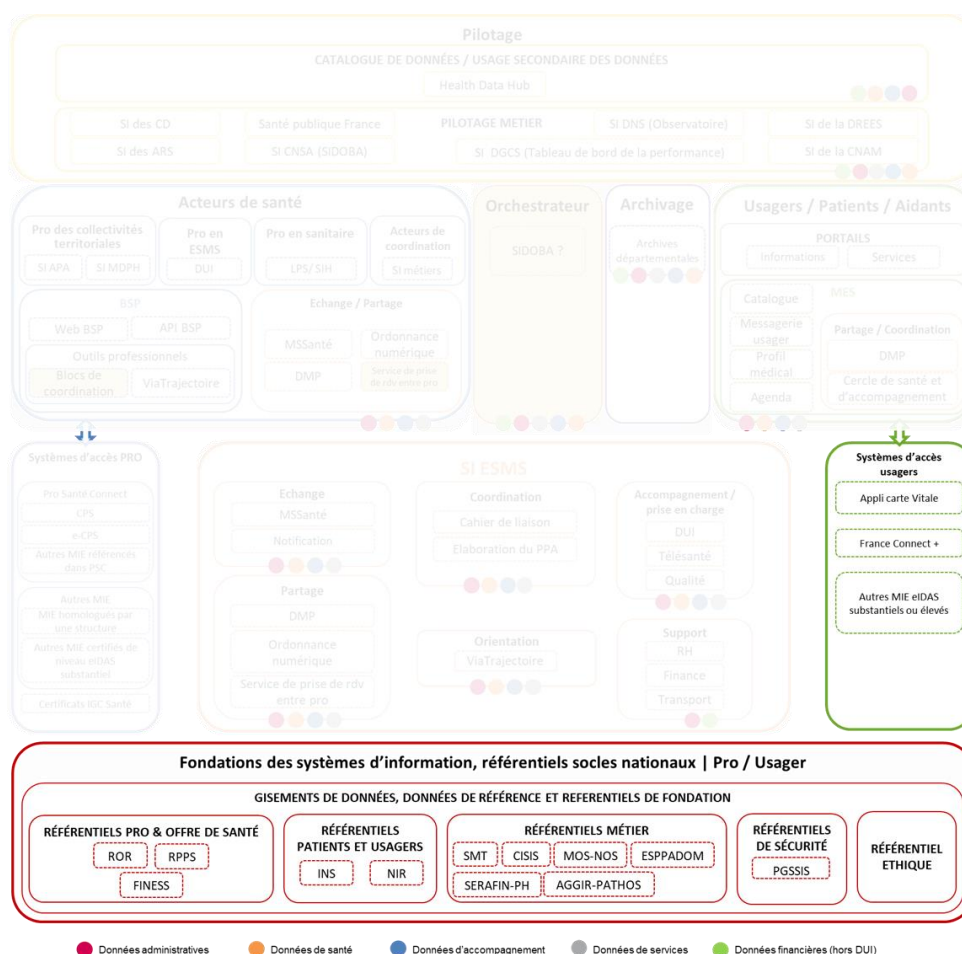 Pilotage
CATALOGUE DE DONNÉES / USAGE SECONDAIRE DES DONNÉES
Health Data Hub
SI des CD
Santé publique France
PILOTAGE METIER
SI DNS (Observatoire)
SI de la DREES
SI des ARS
SI CNSA (SIDOBA)
SI DGCS (Tableau de bord de la performance)
SI de la CNAM
Acteurs de santé
Pro des collectivités
territoriales
SI APA
SI MDPH
Pro en
ESMS
DUI
Pro en sanitaire
LPS/ SIH
Acteurs de
coordination
SI métiers
BSP
Web BSP
API BSP
Outils professionnels
Blocs de
coordination
ViaTrajectoire
Echange / Partage
MSSanté
Ordonnance
numérique
DMP
Service de prise
de rdv entre pro
Orchestrateur
SIDOBA ?
Archivage
Archives
départementales
Usagers / Patients / Aidants
PORTAILS
Informations
Services
MES
Catalogue
Messagerie
usager
Profil
médical
Agenda
Partage / Coordination
DMP
Cercle de santé et
d'accompagnement
Systèmes d'accès PRO
Pro Santé Connect
CPS
e-CPS
Autres MIE référencés
dans PSC
Autres MIE
MIE homologués par
une structure
Autres MIE certifiés de
niveau eIDAS
substantiel
Certificats IGC Santé
SI ESMS
Echange
MSSanté
Notification
Partage
DMP
Ordonnance
numérique
Service de prise de rdv
entre pro
Coordination
Cahier de liaison
Elaboration du PPA
Orientation
ViaTrajectoire
Accompagnement /
prise en charge
DUI
Télésanté
Qualité
Support
RH
Finance
Transport
Systèmes d'accès
usagers
Appli carte Vitale
France Connect +
Autres MIE eIDAS
substantiels ou élevés
Fondations des systèmes d'information, référentiels socles nationaux | Pro / Usager
GISEMENTS DE DONNÉES, DONNÉES DE RÉFÉRENCE ET REFERENTIELS DE FONDATION
RÉFÉRENTIELS PRO & OFFRE DE SANTÉ
ROR
RPPS
FINESS
RÉFÉRENTIELS
PATIENTS ET USAGERS
INS
NIR
RÉFÉRENTIELS MÉTIER
SMT
CISIS
MOS-NOS
ESPPADOM
SERAFIN-PH
AGGIR-PATHOS
RÉFÉRENTIELS
DE SÉCURITÉ
PGSSIS
RÉFÉRENTIEL
ETHIQUE
Données administratives
Données de santé
Données d'accompagnement
Données de services
Données financières (hors DUI)